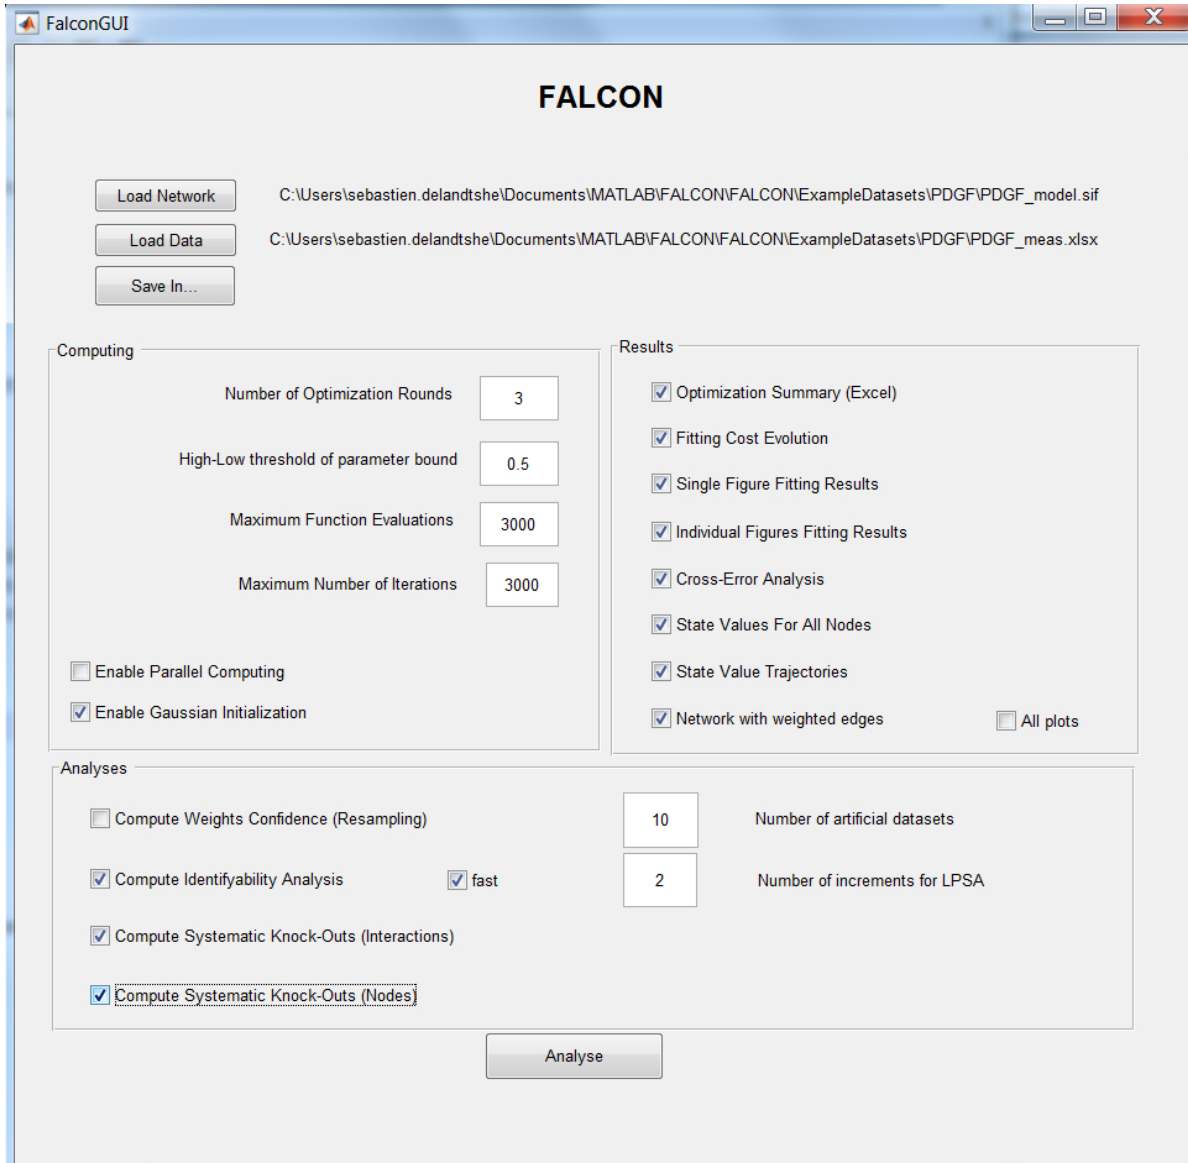 FalconGUI
FALCON
Load Network C:\Users\sebastien.delandtshe\Documents\MATLAB\FALCON\FALCON\ExampleDatasets\PDGF\PDGF_model.sif
Load Data C:\Users\sebastien.delandtshe\Documents\MATLAB\FALCON\FALCON\ExampleDatasets\PDGF\PDGF_meas.xlsx
Save In...
Computing
Number of Optimization Rounds 3
High-Low threshold of parameter bound 0.5
Maximum Function Evaluations 3000
Maximum Number of Iterations 3000
Enable Parallel Computing
Enable Gaussian Initialization
Results
Optimization Summary (Excel)
Fitting Cost Evolution
Single Figure Fitting Results
Individual Figures Fitting Results
Cross-Error Analysis
State Values For All Nodes
State Value Trajectories
Network with weighted edges All plots
Analyses
Compute Weights Confidence (Resampling) 10 Number of artificial datasets
Compute Identifyability Analysis fast 2 Number of increments for LPSA
Compute Systematic Knock-Outs (Interactions)
Compute Systematic Knock-Outs (Nodes)
Analyse